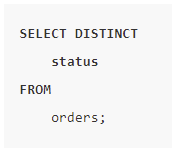 SELECT DISTINCT
    status
FROM
    orders;